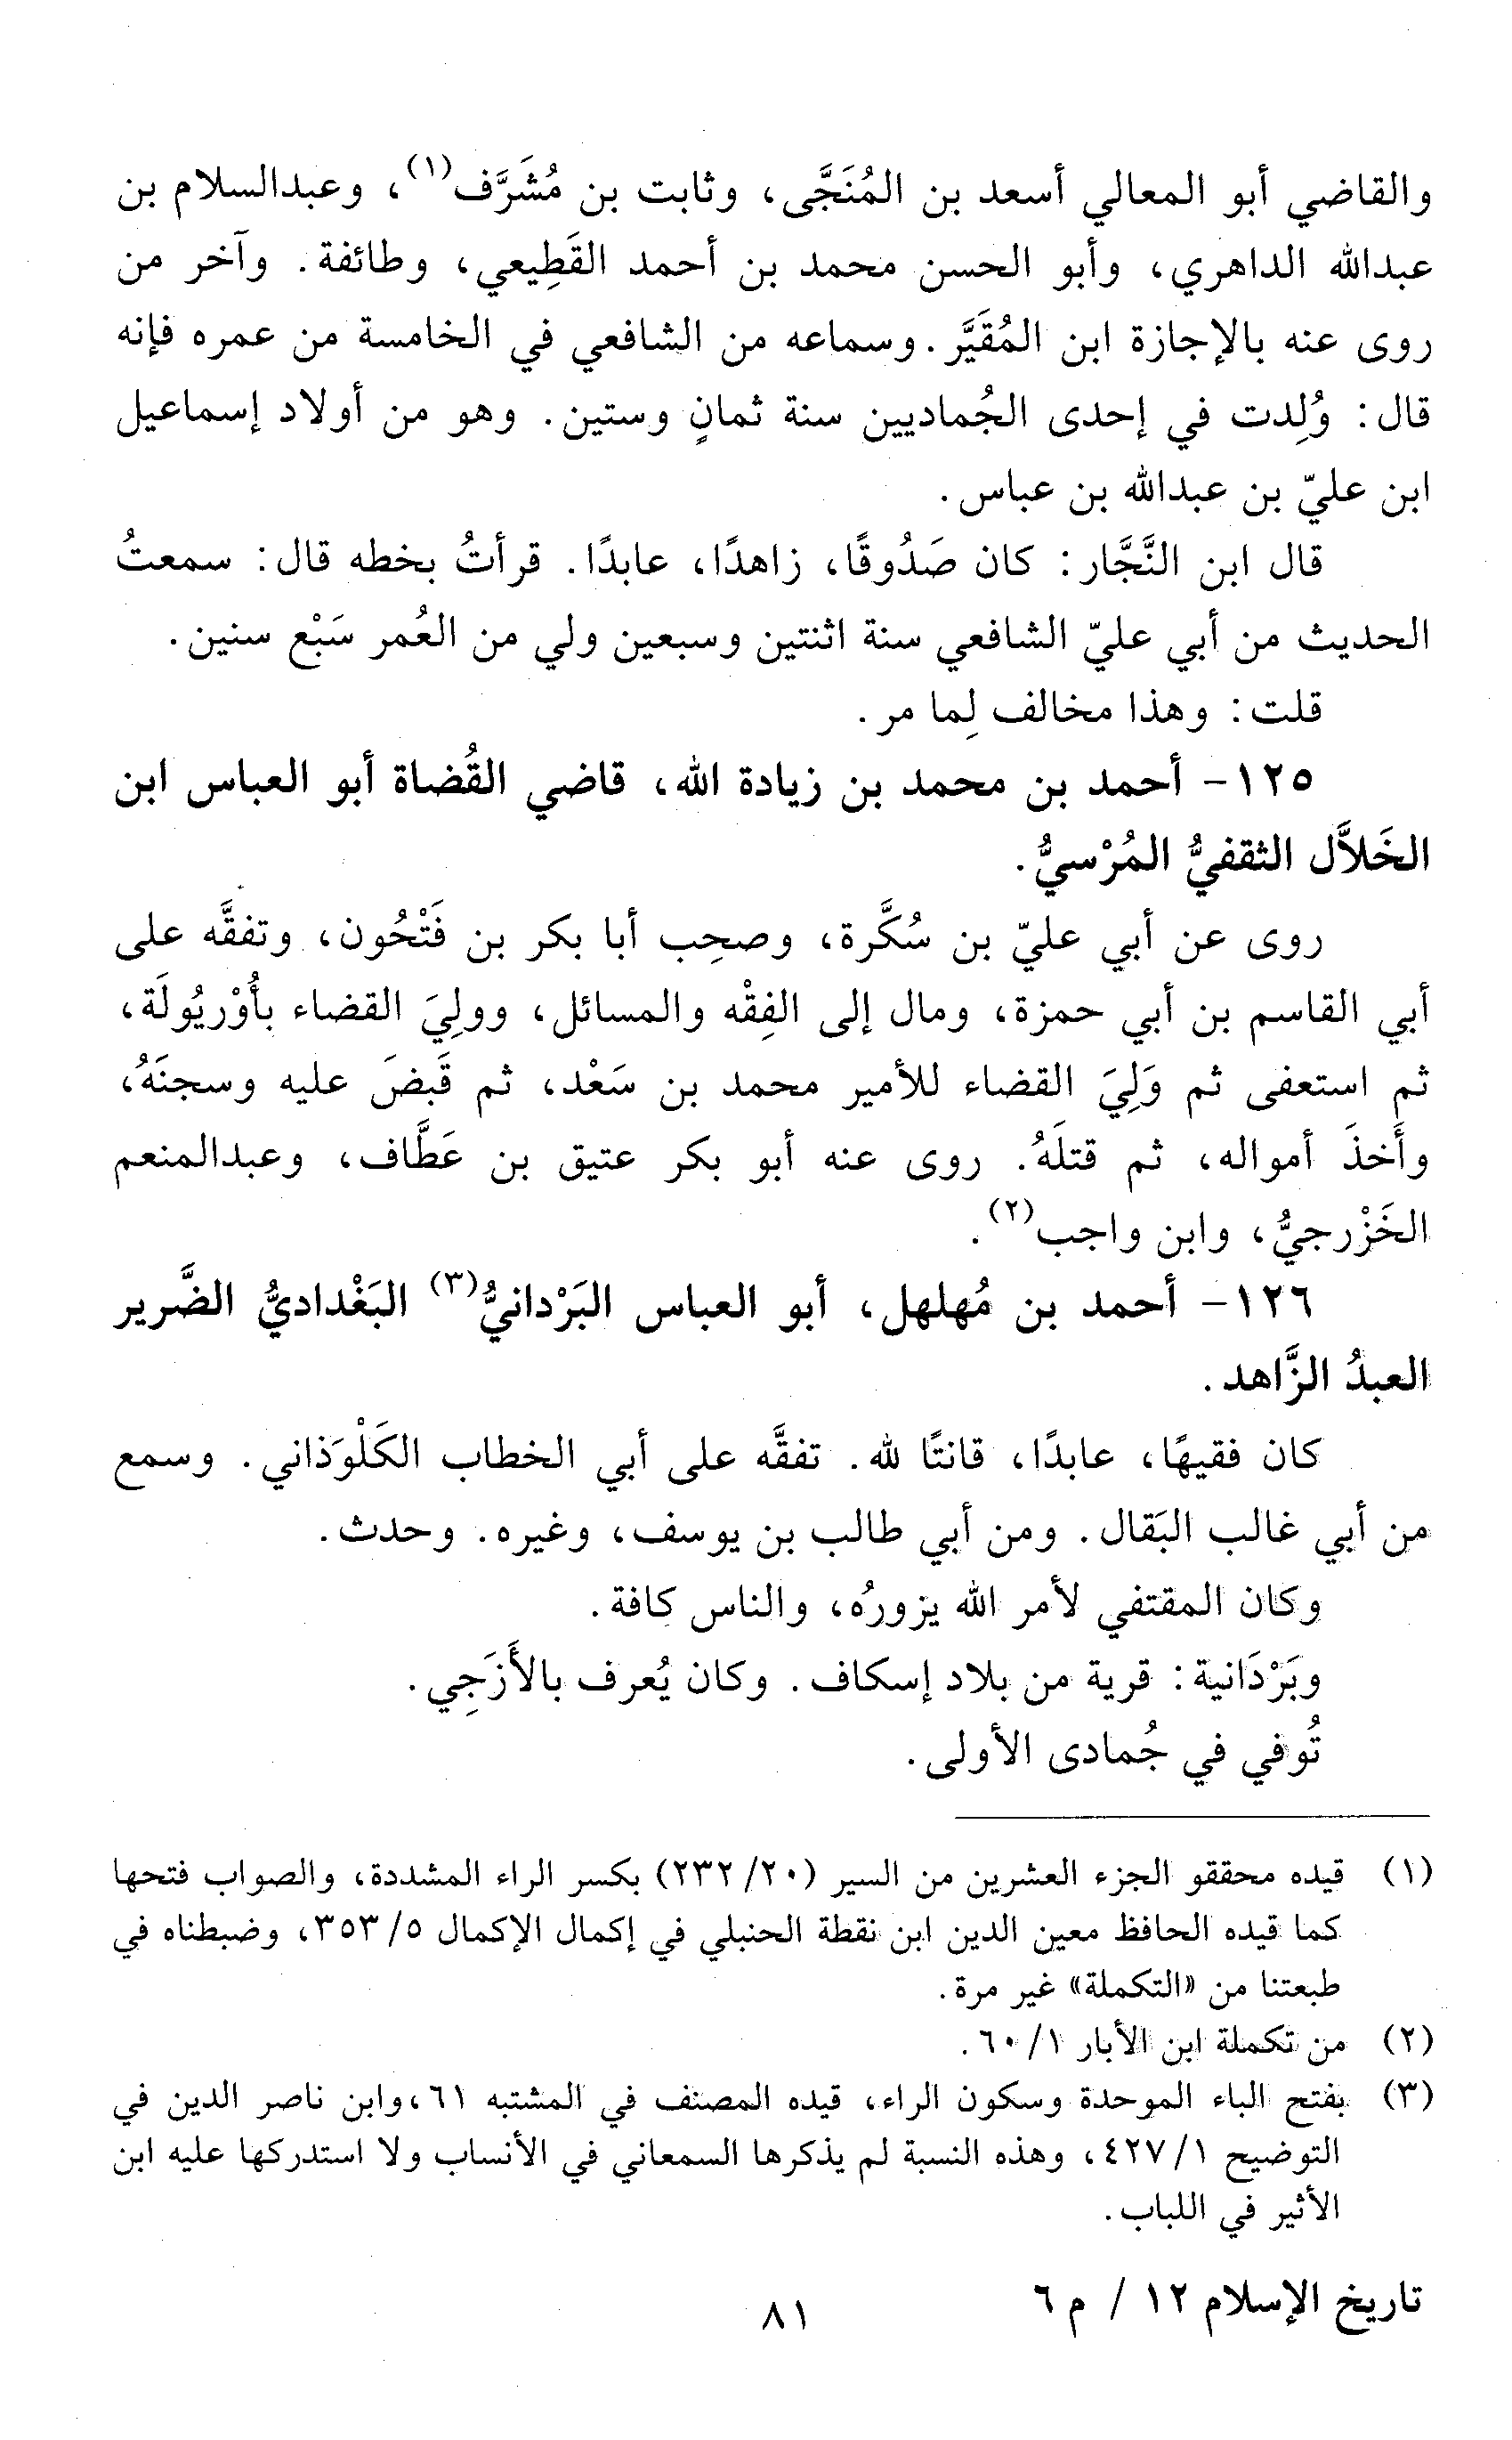 والقاضي أبو المعالي أسعد بن المُنَجَّى، وثابت بن مُشَرَّف(١)، وعبدالسلام بن
عبدالله الداهري، وأبو الحسن محمد بن أحمد القَطِيعي، وطائفة. وآخر من
روى عنه بالإجازة ابن المُقَيَّر. وسماعه من الشافعي في الخامسة من عمره فإنه
قال: وُلِدت في إحدى الجُماديين سنة ثمانٍ وستين. وهو من أولاد إسماعيل
ابن عليّ بن عبدالله بن عباس.
قال ابن النَّجَّار: كان صَدُوقًا، زاهدًا، عابدًا. قرأتُ بخطه قال: سمعتُ
الحديث من أبي عليّ الشافعي سنة اثنتين وسبعين ولي من العُمر سَبْع سنين.
قلت: وهذا مخالف لِما مر.
١٢٥- أحمد بن محمد بن زيادة الله، قاضي القُضاة أبو العباس ابن
الخَلاَّل الثقفيُّ المُرْسيُّ.
روى عن أبي عليّ بن سُكَّرة، وصحِب أبا بكر بن فَتْحُون، وتفقَّه على
أبي القاسم بن أبي حمزة، ومال إلى الفِقْه والمسائل، وولِيَ القضاء بأُوْريُولَة،
ثم استعفى ثم وَلِيَ القضاء للأمير محمد بن سَعْد، ثم قَبضَ عليه وسجنَهُ،
وأَخذَ أمواله، ثم قتلَهُ. روى عنه أبو بكر عتيق بن عَطَّاف، وعبدالمنعم
الخَزْرجيُّ، وابن واجب(٢).
١٢٦- أحمد بن مُهلهل، أبو العباس البَرْدانيُّ(٣) البَغْداديُّ الضَّرير
العبدُ الزَّاهد.
كان فقيهًا، عابدًا، قانتًا لله. تفقَّه على أبي الخطاب الكَلْوَذاني. وسمع
من أبي غالب البَقال. ومن أبي طالب بن يوسف، وغيره. وحدث.
وكان المقتفي لأمر الله يزورُه، والناس كافة.
وبَرْدَانية: قرية من بلاد إسكاف. وكان يُعرف بالأَزَجِي.
تُوفي في جُمادى الأولى.
(١) قيده محققو الجزء العشرين من السير (٢٠/ ٢٣٢) بكسر الراء المشددة، والصواب فتحها
كما قيده الحافظ معين الدين ابن نقطة الحنبلي في إكمال الإكمال ٥/ ٣٥٣، وضبطناه في
طبعتنا من «التكملة» غير مرة.
(٢) من تكملة ابن الأبار ١/ ٦٠.
(٣) بفتح الباء الموحدة وسكون الراء، قيده المصنف في المشتبه ٦١، وابن ناصر الدين في
التوضيح ١/ ٤٢٧، وهذه النسبة لم يذكرها السمعاني في الأنساب ولا استدركها عليه ابن
الأثير في اللباب.
تاريخ الإسلام ١٢ / م ٦
٨١